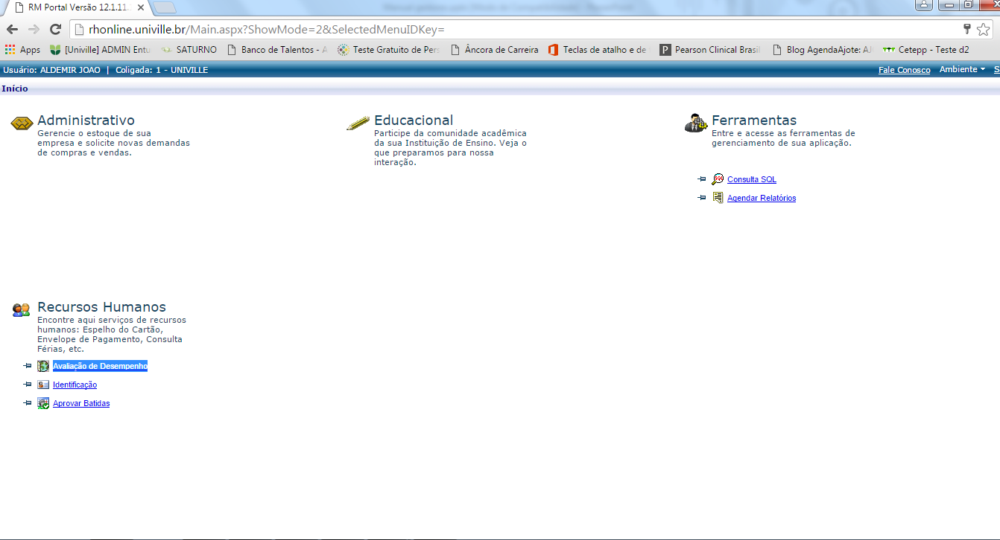 RM Portal Versão 12.1.11.
rhonline.univille.br/Main.aspx?ShowMode=2&SelectedMenuIDKey=
Apps [Univille] ADMIN Entu SATURNO Banco de Talentos - A Teste Gratuito de Pers Âncora de Carreira Teclas de atalho e de Pearson Clinical Brasil Blog AgendaAjote: AJ Cetepp - Teste d2
Usuário: ALDEMIR JOAO | Coligada: 1 - UNIVILLE Fale Conosco Ambiente S
Início
Administrativo
Gerencie o estoque de sua
empresa e solicite novas demandas
de compras e vendas.
Educacional
Participe da comunidade acadêmica
da sua Instituição de Ensino. Veja o
que preparamos para nossa
interação.
Ferramentas
Entre e acesse as ferramentas de
gerenciamento de sua aplicação.
Consulta SQL
Agendar Relatórios
Recursos Humanos
Encontre aqui serviços de recursos
humanos: Espelho do Cartão,
Envelope de Pagamento, Consulta
Férias, etc.
Avaliação de Desempenho
Identificação
Aprovar Batidas